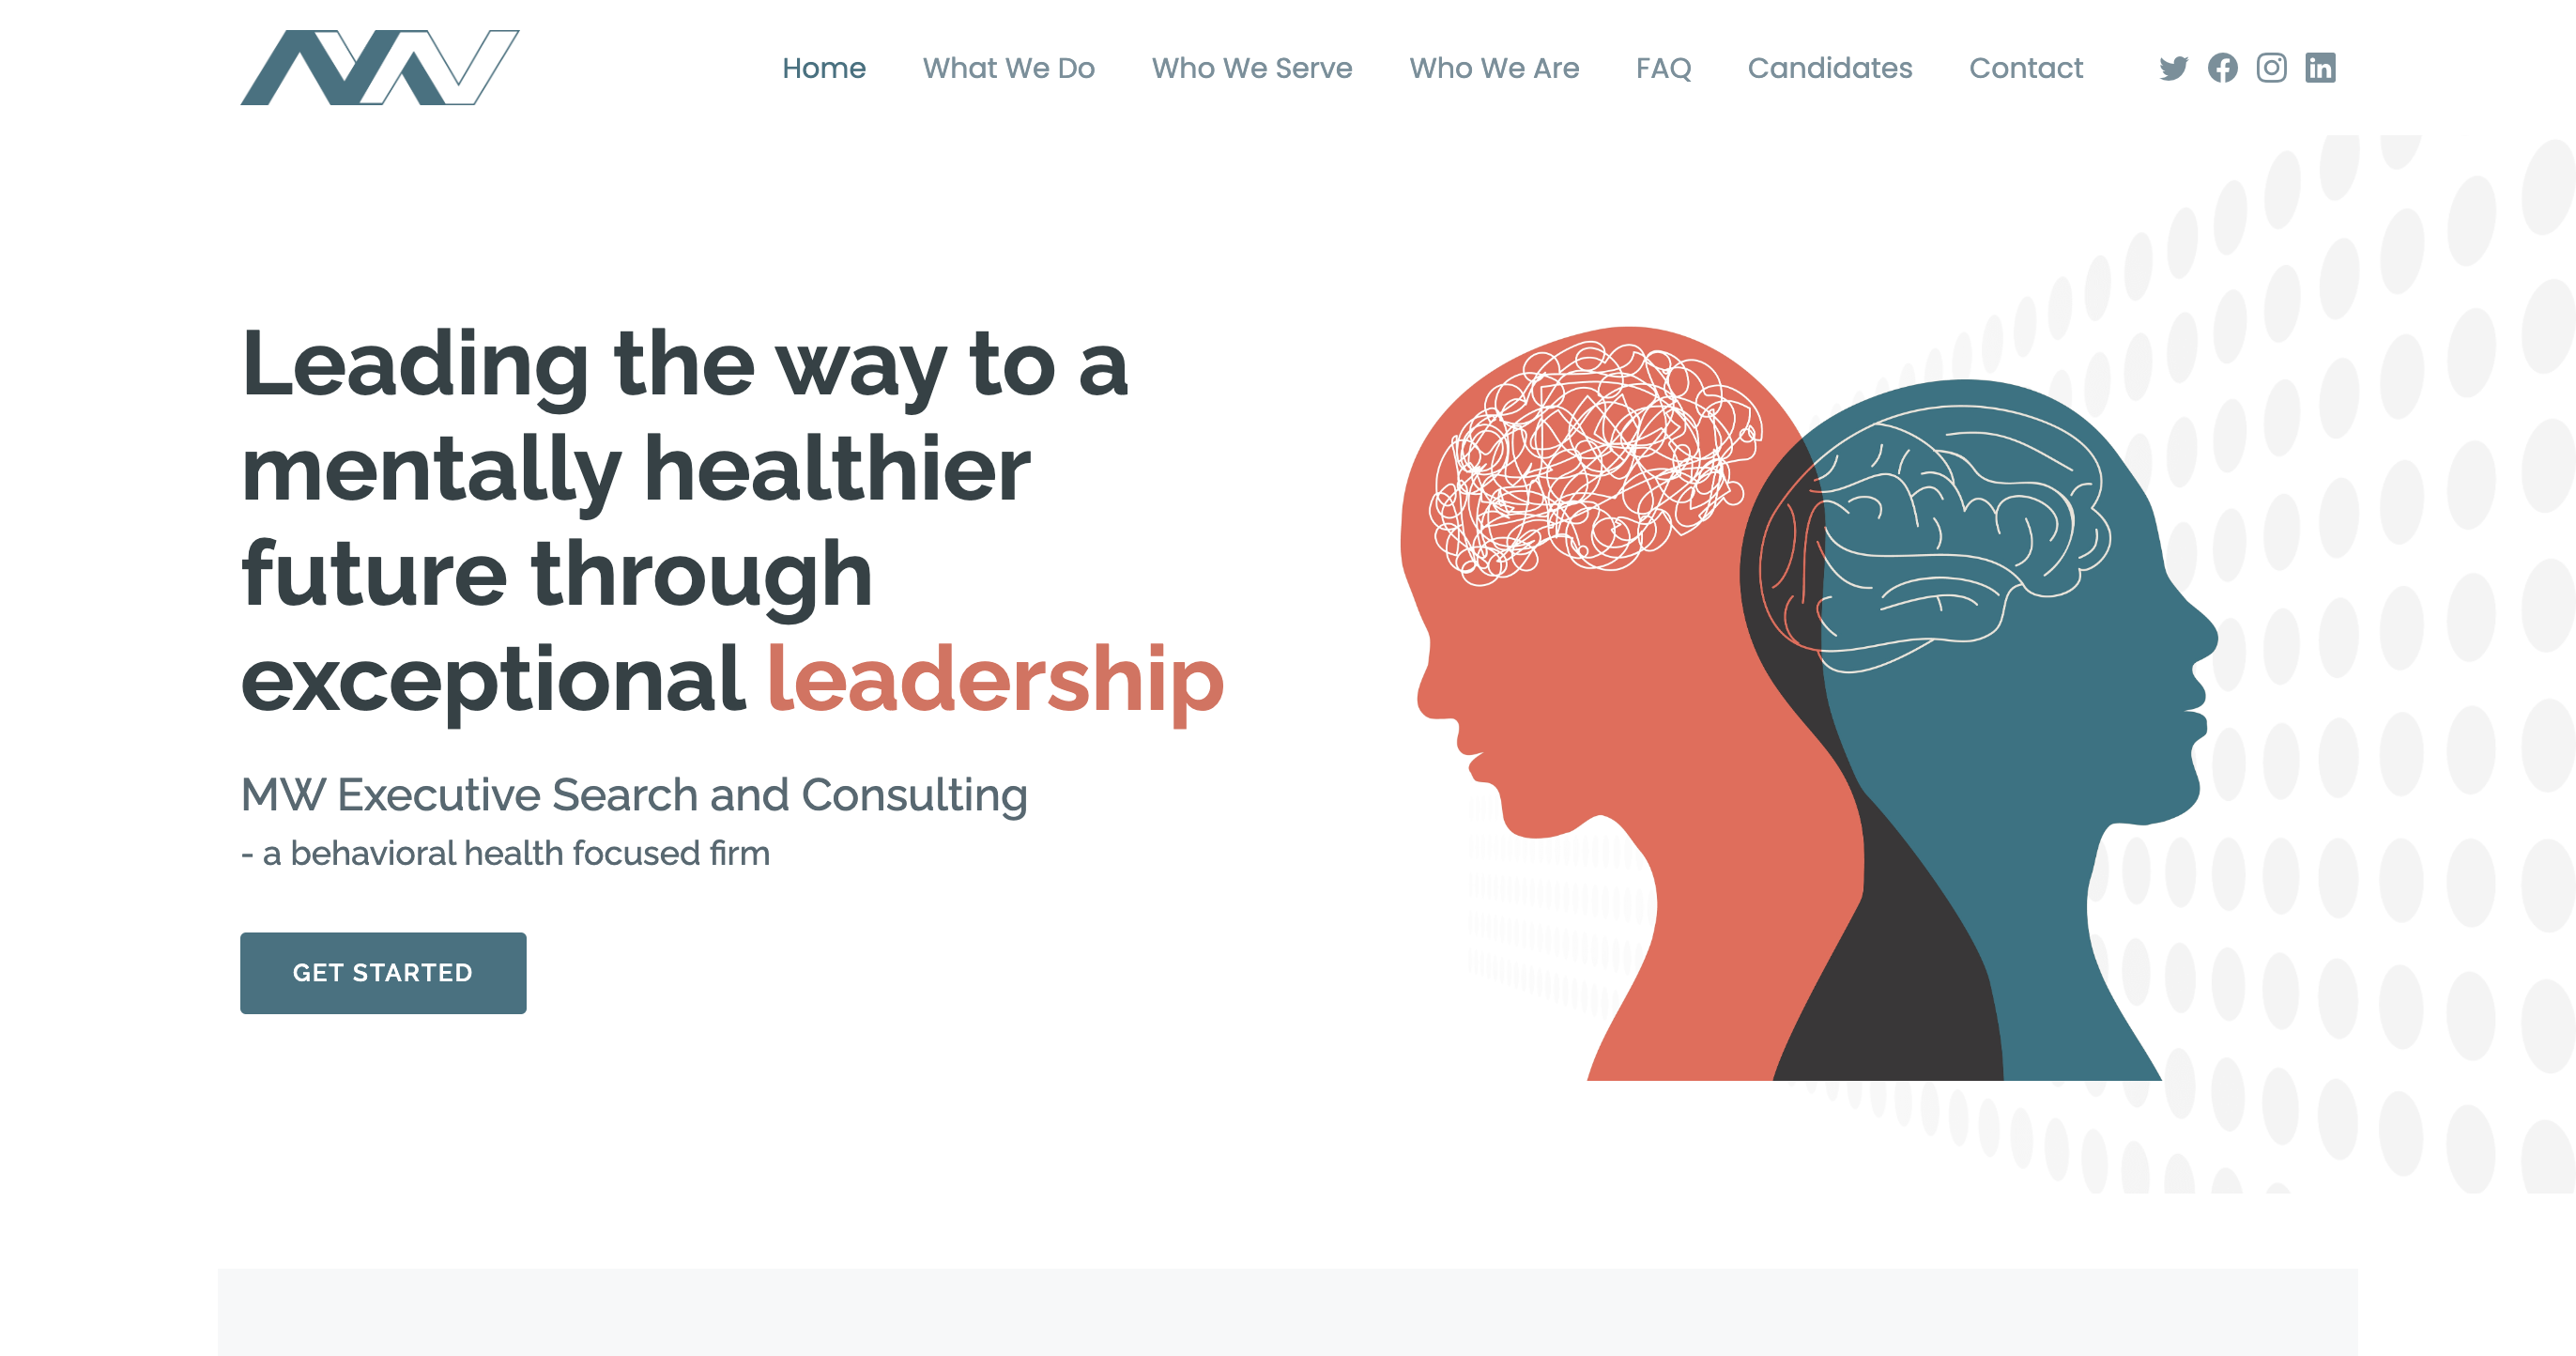 Home What We Do Who We Serve Who We Are FAQ Candidates Contact
Leading the way to a
mentally healthier
future through
exceptional leadership
MW Executive Search and Consulting
- a behavioral health focused firm
GET STARTED